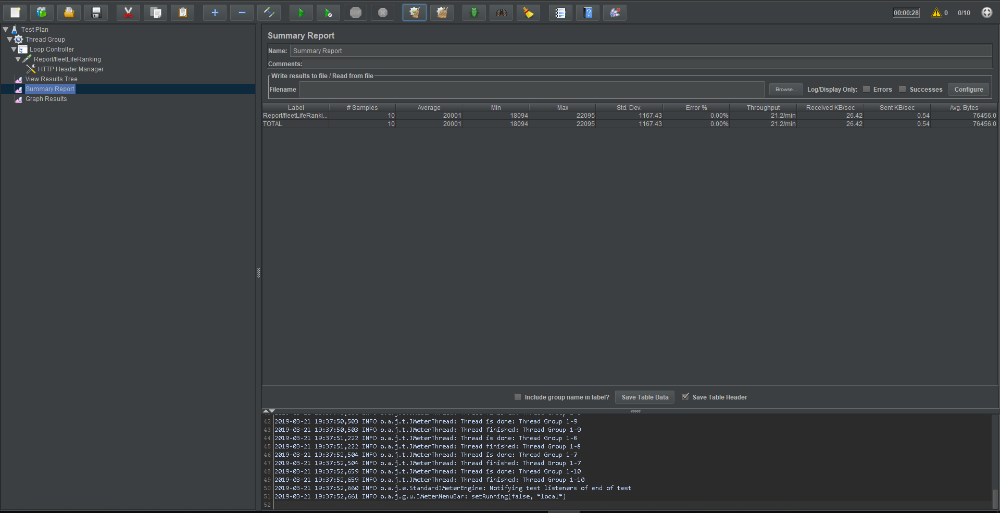 00:00:28 0 0/10
Test Plan
Thread Group
Loop Controller
Report/fleetLifeRanking
HTTP Header Manager
View Results Tree
Summary Report
Graph Results
Summary Report
Name: Summary Report
Comments:
Write results to file / Read from file
Filename Browse... Log/Display Only: Errors Successes Configure
Label # Samples Average Min Max Std. Dev. Error % Throughput Received KB/sec Sent KB/sec Avg. Bytes
Report/fleetLifeRanki... 10 20001 18094 22095 1167.43 0.00% 21.2/min 26.42 0.54 76456.0
TOTAL 10 20001 18094 22095 1167.43 0.00% 21.2/min 26.42 0.54 76456.0
Include group name in label? Save Table Data Save Table Header
42 2019-03-21 19:37:50,503 INFO o.a.j.t.JMeterThread: Thread is done: Thread Group 1-9
43 2019-03-21 19:37:50,503 INFO o.a.j.t.JMeterThread: Thread finished: Thread Group 1-9
44 2019-03-21 19:37:51,222 INFO o.a.j.t.JMeterThread: Thread is done: Thread Group 1-8
45 2019-03-21 19:37:51,222 INFO o.a.j.t.JMeterThread: Thread finished: Thread Group 1-8
46 2019-03-21 19:37:52,504 INFO o.a.j.t.JMeterThread: Thread is done: Thread Group 1-7
47 2019-03-21 19:37:52,504 INFO o.a.j.t.JMeterThread: Thread finished: Thread Group 1-7
48 2019-03-21 19:37:52,659 INFO o.a.j.t.JMeterThread: Thread is done: Thread Group 1-10
49 2019-03-21 19:37:52,659 INFO o.a.j.t.JMeterThread: Thread finished: Thread Group 1-10
50 2019-03-21 19:37:52,660 INFO o.a.j.e.StandardJMeterEngine: Notifying test listeners of end of test
51 2019-03-21 19:37:52,661 INFO o.a.j.g.u.JMeterMenuBar: setRunning(false, *local*)
52